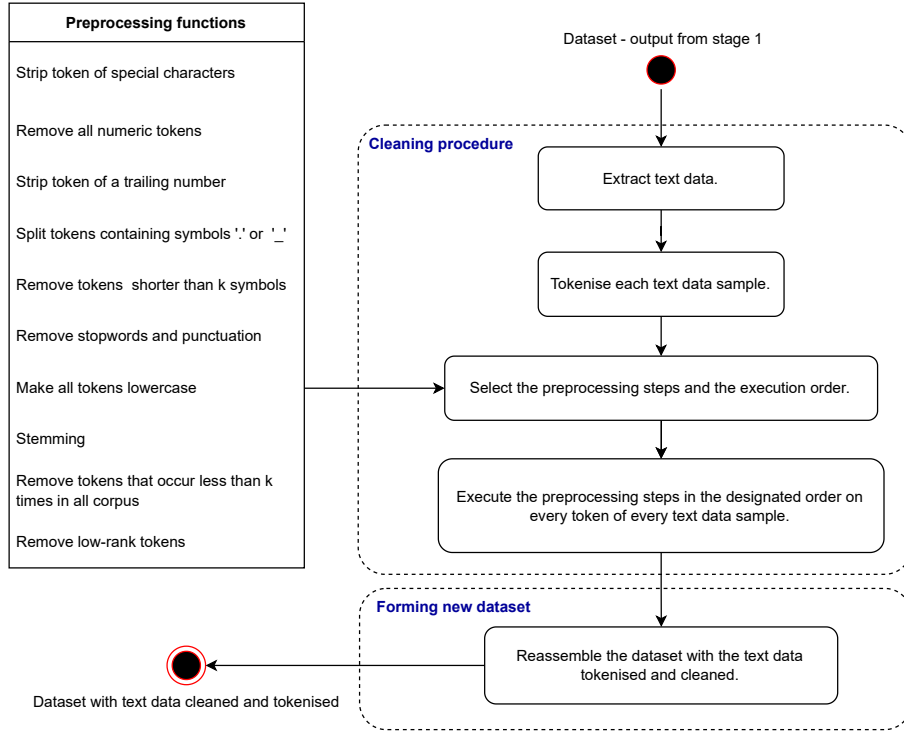 Preprocessing functions
Strip token of special characters
Remove all numeric tokens
Strip token of a trailing number
Split tokens containing symbols '.' or '_'
Remove tokens shorter than k symbols
Remove stopwords and punctuation
Make all tokens lowercase
Stemming
Remove tokens that occur less than k
times in all corpus
Remove low-rank tokens
Dataset - output from stage 1
Cleaning procedure
Extract text data.
Tokenise each text data sample.
Select the preprocessing steps and the execution order.
Execute the preprocessing steps in the designated order on
every token of every text data sample.
Forming new dataset
Reassemble the dataset with the text data
tokenised and cleaned.
Dataset with text data cleaned and tokenised